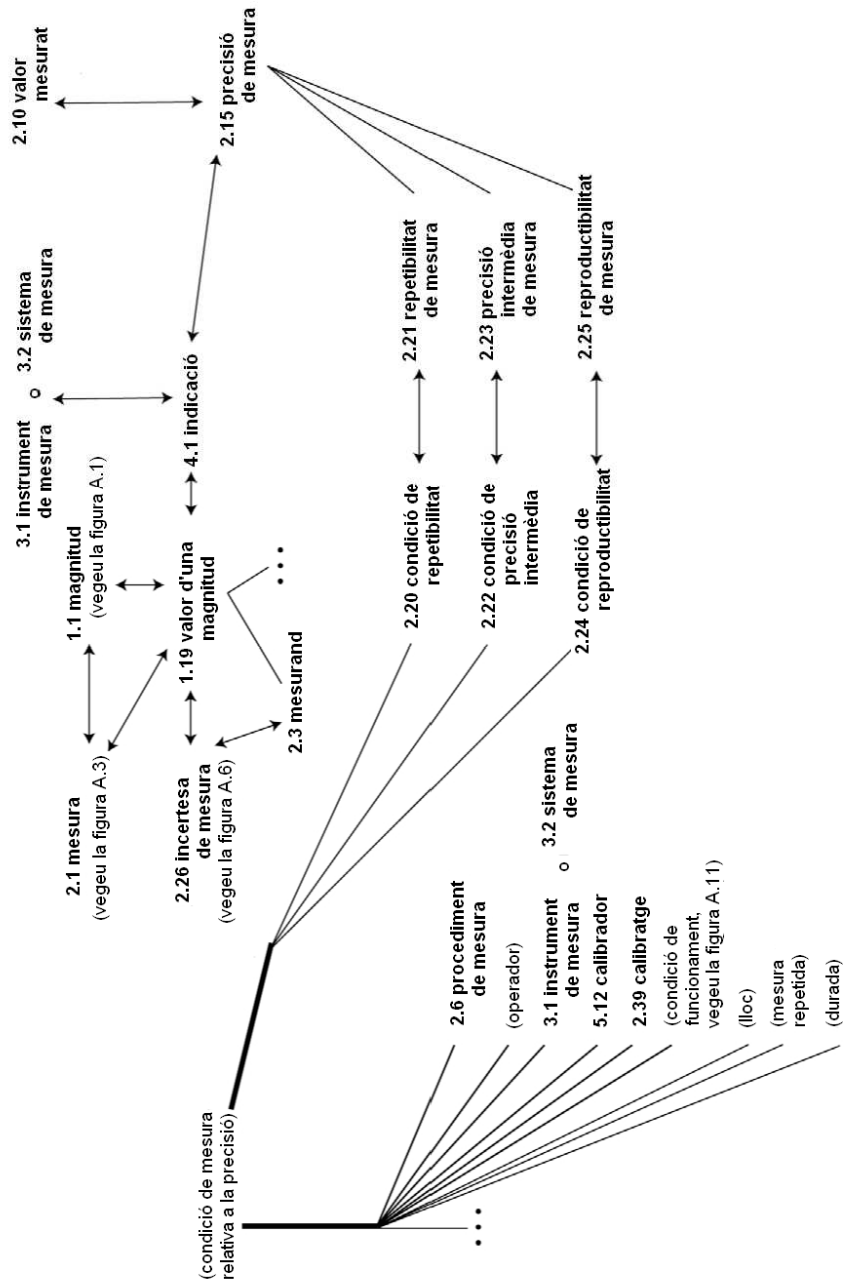 2.10 valor
mesurat
3.1 instrument
de mesura
o
3.2 sistema
de mesura
1.1 magnitud
(vegeu la figura A.1)
2.1 mesura
(vegeu la figura A.3)
2.15 precisió
de mesura
4.1 indicació
1.19 valor d'una
magnitud
2.26 incertesa
de mesura
(vegeu la figura A.6)
2.3 mesurand
...
(condició de mesura
relativa a la precisió)
2.20 condició de
repetibilitat
2.21 repetibilitat
de mesura
2.22 condició de
precisió
intermèdia
2.23 precisió
intermèdia
de mesura
2.24 condició de
reproductibilitat
2.25 reproductibilitat
de mesura
2.6 procediment
de mesura
(operador)
3.1 instrument
de mesura
o
3.2 sistema
de mesura
5.12 calibrador
2.39 calibratge
(condició de
funcionament,
vegeu la figura A.11)
(lloc)
(mesura
repetida)
(durada)
...